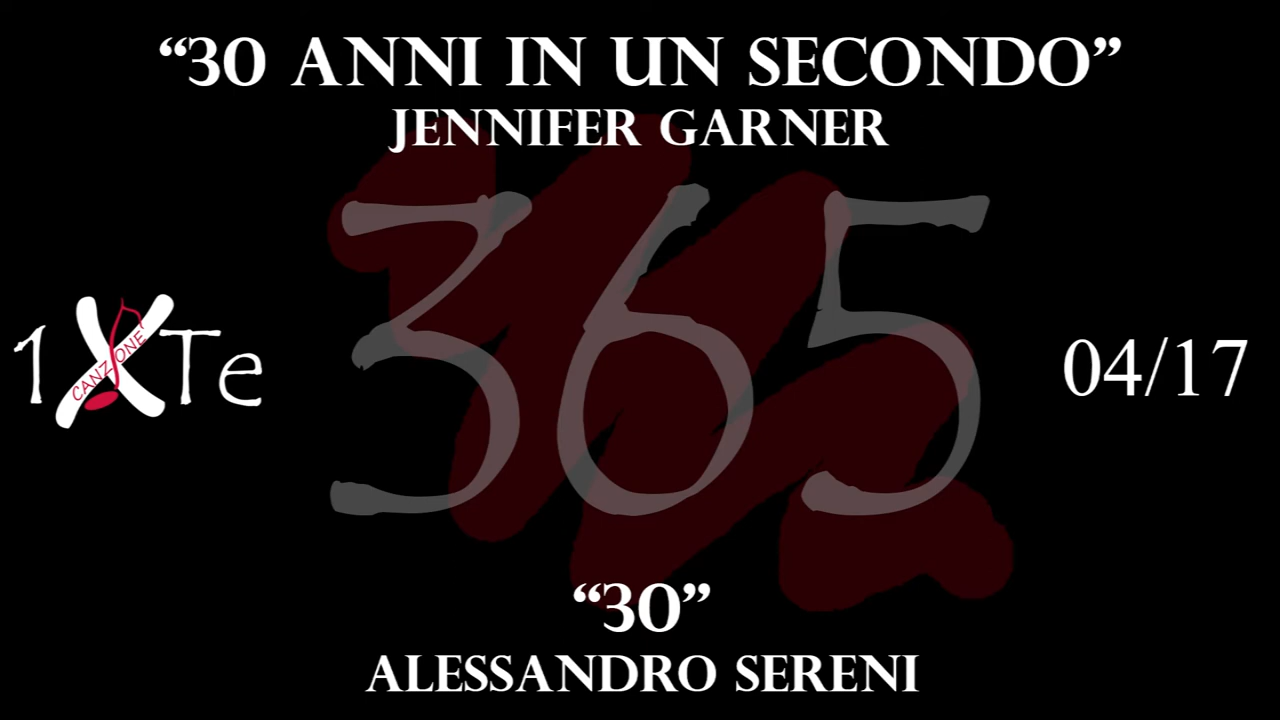 “30 ANNI IN UN SECONDO”
JENNIFER GARNER
365
1XTe
CANZONE
04/17
“30”
ALESSANDRO SERENI